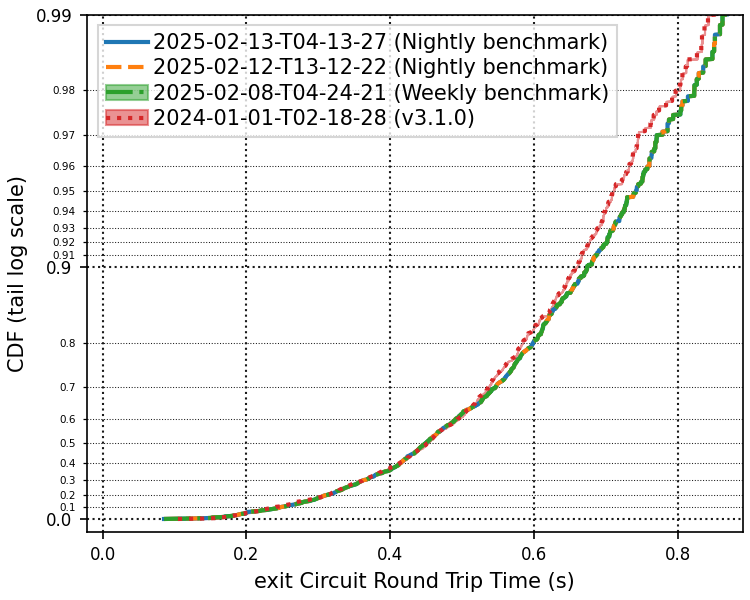 0.99
2025-02-13-T04-13-27 (Nightly benchmark)
2025-02-12-T13-12-22 (Nightly benchmark)
2025-02-08-T04-24-21 (Weekly benchmark)
2024-01-01-T02-18-28 (v3.1.0)
0.98
0.97
0.96
0.95
0.94
0.93
0.92
0.91
0.9
0.8
0.7
0.6
0.5
0.4
0.3
0.2
0.1
0.0
CDF (tail log scale)
0.0 0.2 0.4 0.6 0.8
exit Circuit Round Trip Time (s)